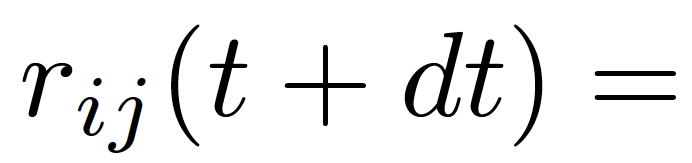 r_{ij}(t + dt) =